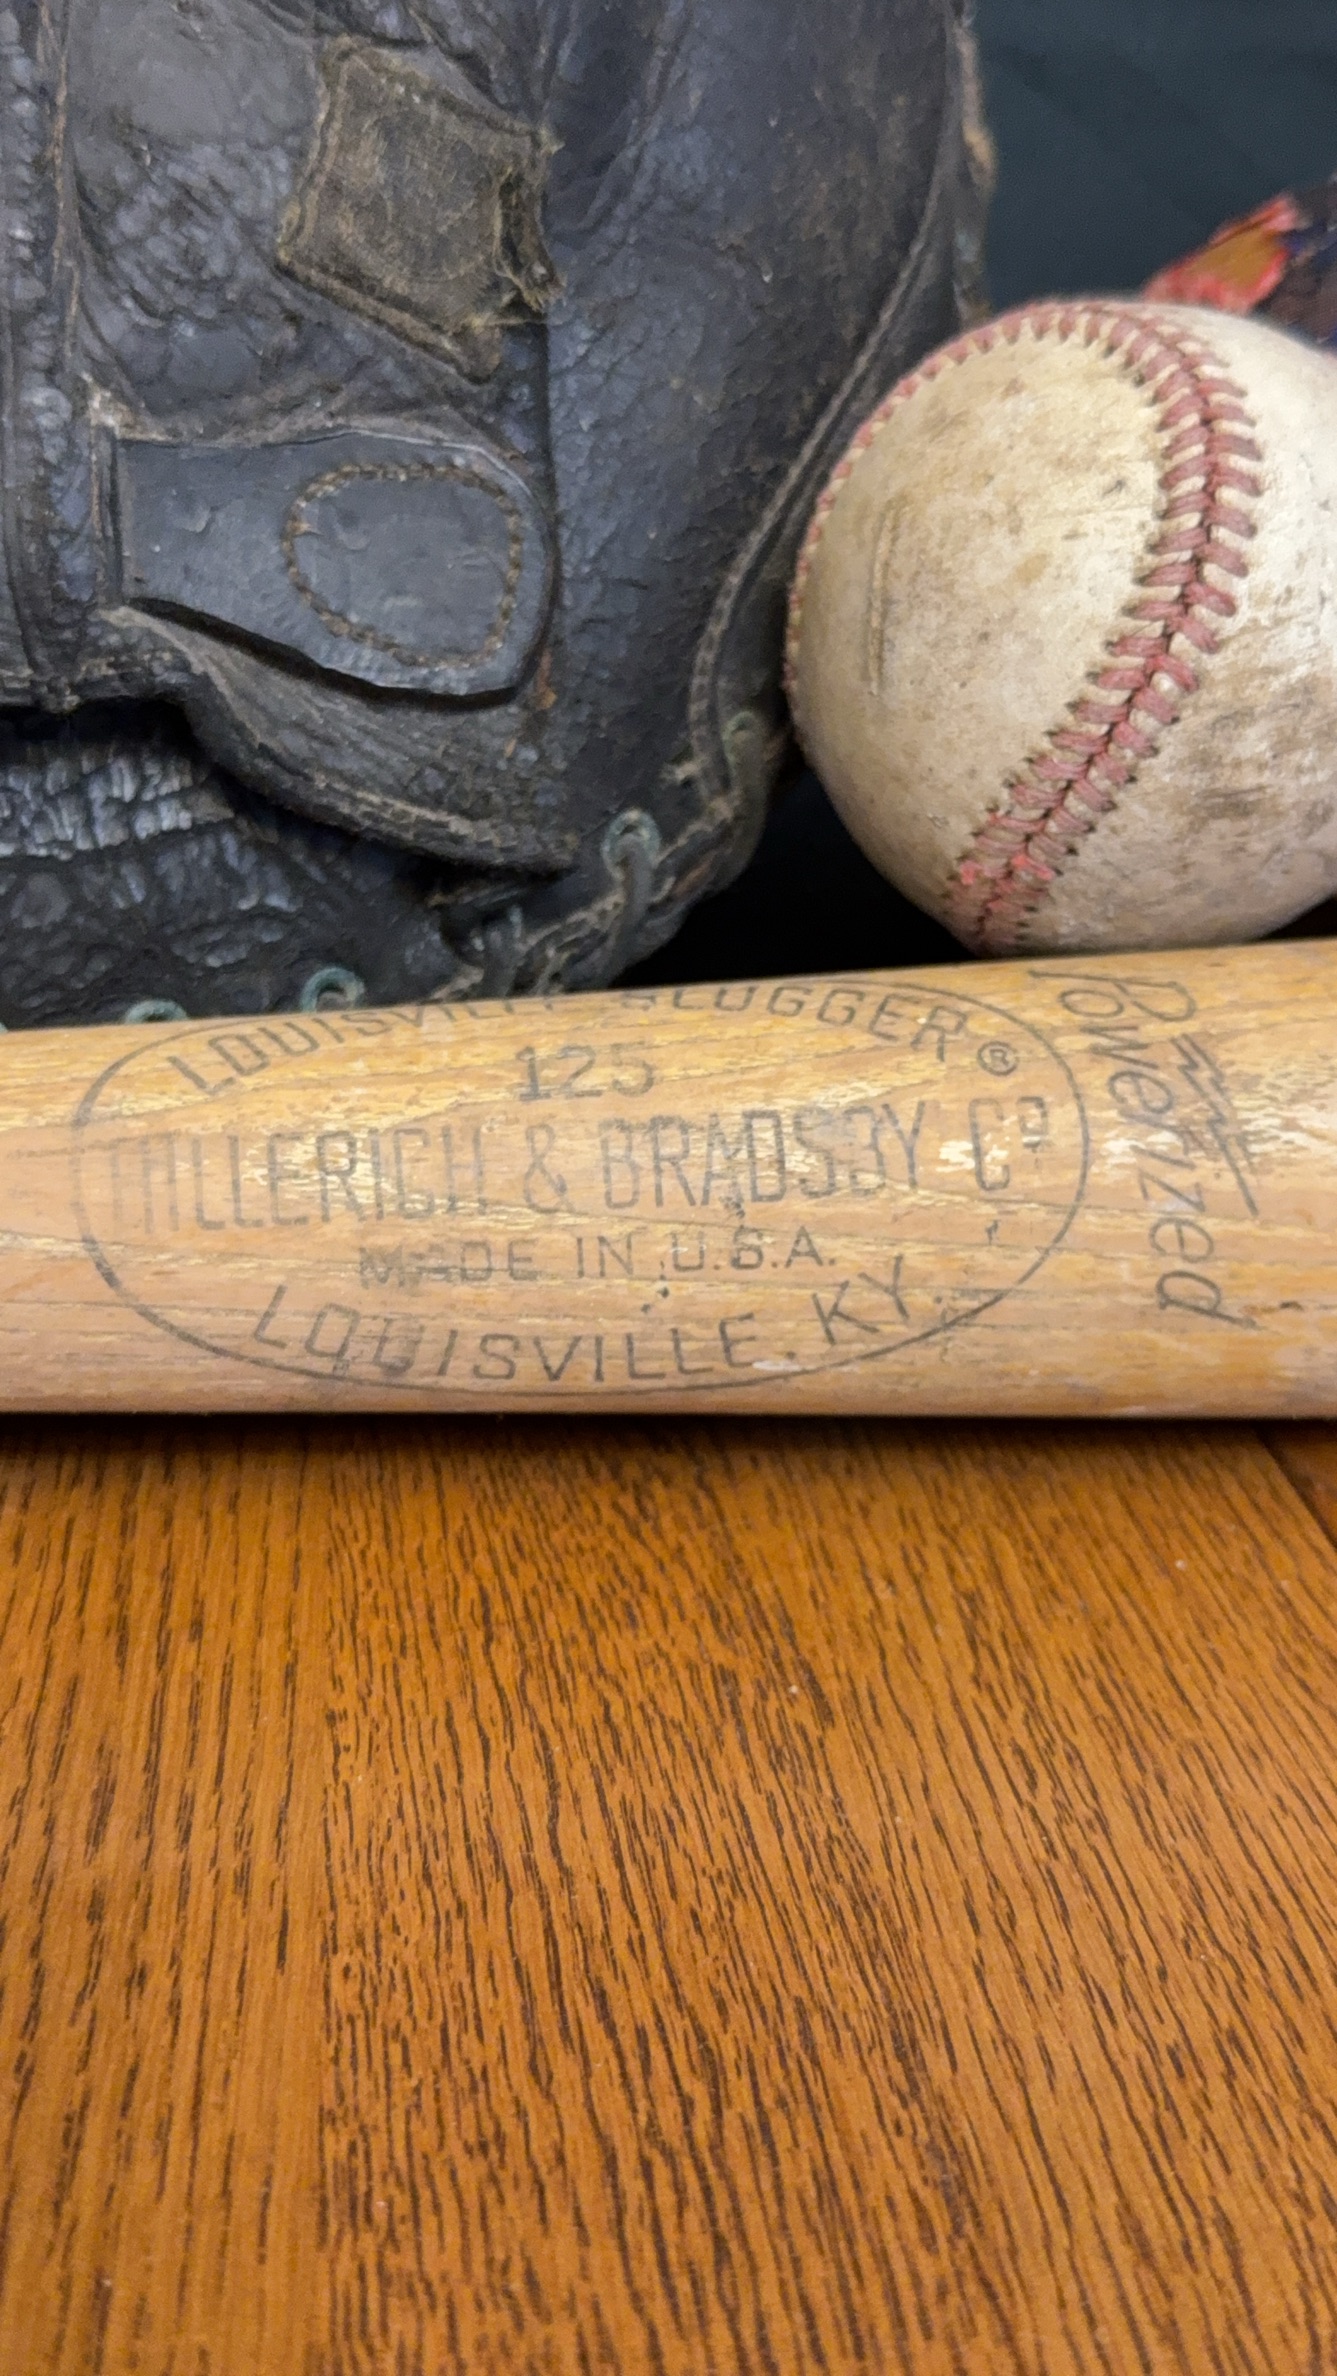 LOUISVILLE SLUGGER®
125
HILLERICH & BRADSBY Cº
MADE IN U.S.A.
LOUISVILLE. KY.
Powerized